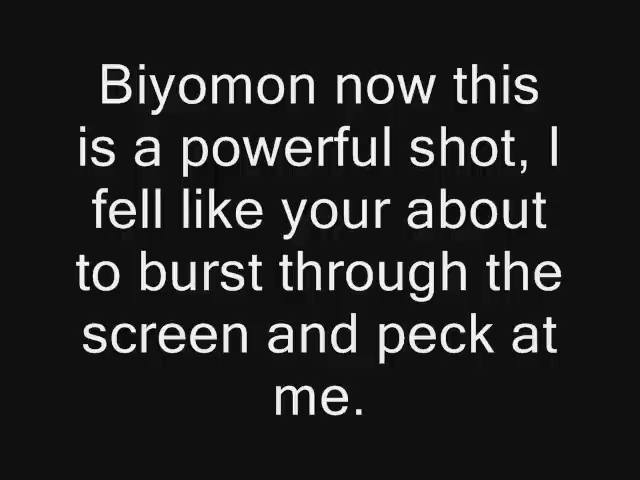 Biyomon now this
is a powerful shot, I
fell like your about
to burst through the
screen and peck at
me.